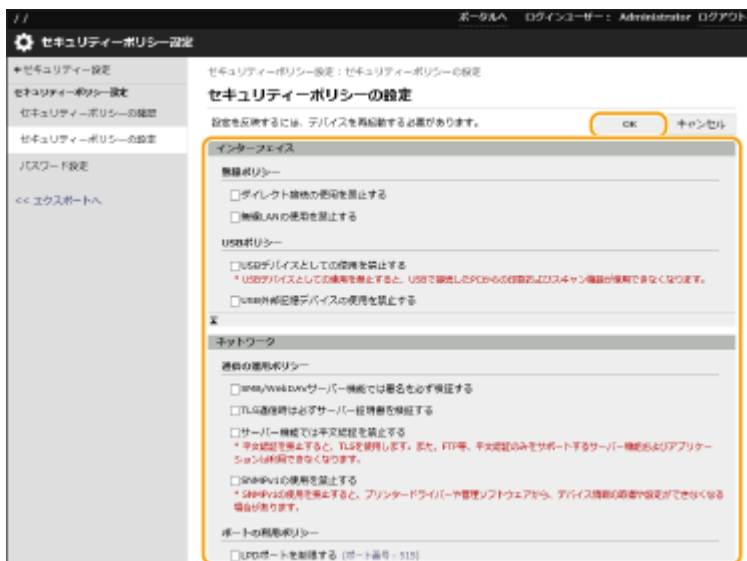 //
ポータルへ ログインユーザー： Administrator ログアウト
セキュリティーポリシー設定
セキュリティー設定
セキュリティーポリシー設定
セキュリティーポリシーの確認
セキュリティーポリシーの設定
パスワード設定
<< エクスポートへ
セキュリティーポリシー設定：セキュリティーポリシーの設定
セキュリティーポリシーの設定
設定を反映するには、デバイスを再起動する必要があります。
OK キャンセル
インターフェイス
無線ポリシー
ダイレクト接続の使用を禁止する
無線LANの使用を禁止する
USBポリシー
USBデバイスとしての使用を禁止する
* USBデバイスとしての使用を禁止すると、USBで接続したPCからの印刷およびスキャン機能が使用できなくなります。
USB外部記憶デバイスの使用を禁止する
ネットワーク
通信の運用ポリシー
SMB/WebDAVサーバー機能では署名を必ず検証する
TLS通信時は必ずサーバー証明書を検証する
サーバー機能では平文認証を禁止する
* 平文認証を禁止すると、TLSを使用します。また、FTP等、平文認証のみをサポートするサーバー機能およびアプリケー
ションは利用できなくなります。
SNMPv1の使用を禁止する
* SNMPv1の使用を禁止すると、プリンタードライバーや管理ソフトウェアから、デバイス情報の取得や設定ができなくなる
場合があります。
ポートの利用ポリシー
LPDポートを制限する (ポート番号：515)